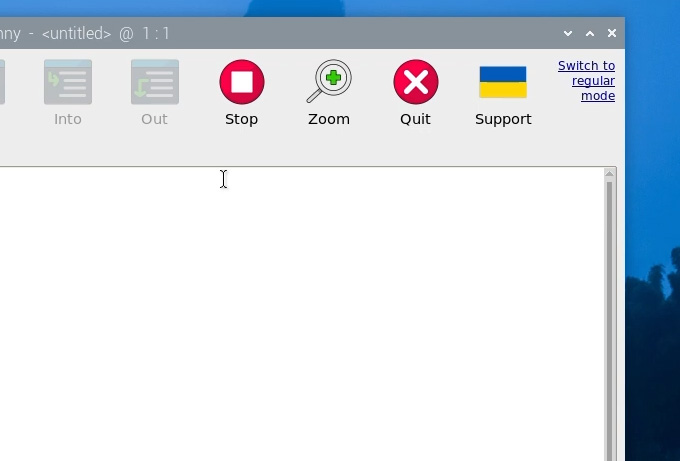 nny - <untitled> @ 1 : 1
Switch to
regular
mode
Into
Out
Stop
Zoom
Quit
Support